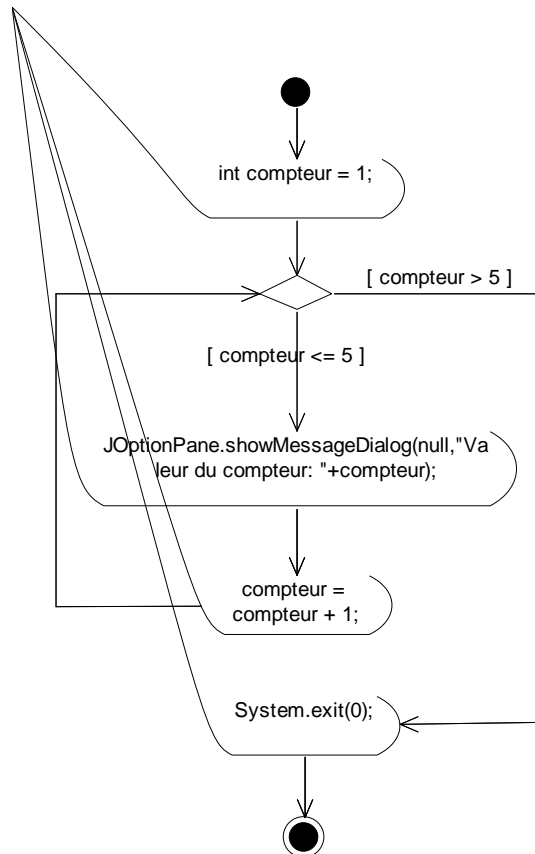 int compteur = 1;
[ compteur > 5 ]
[ compteur <= 5 ]
JOptionPane.showMessageDialog(null,"Va
leur du compteur: "+compteur);
compteur =
compteur + 1;
System.exit(0);